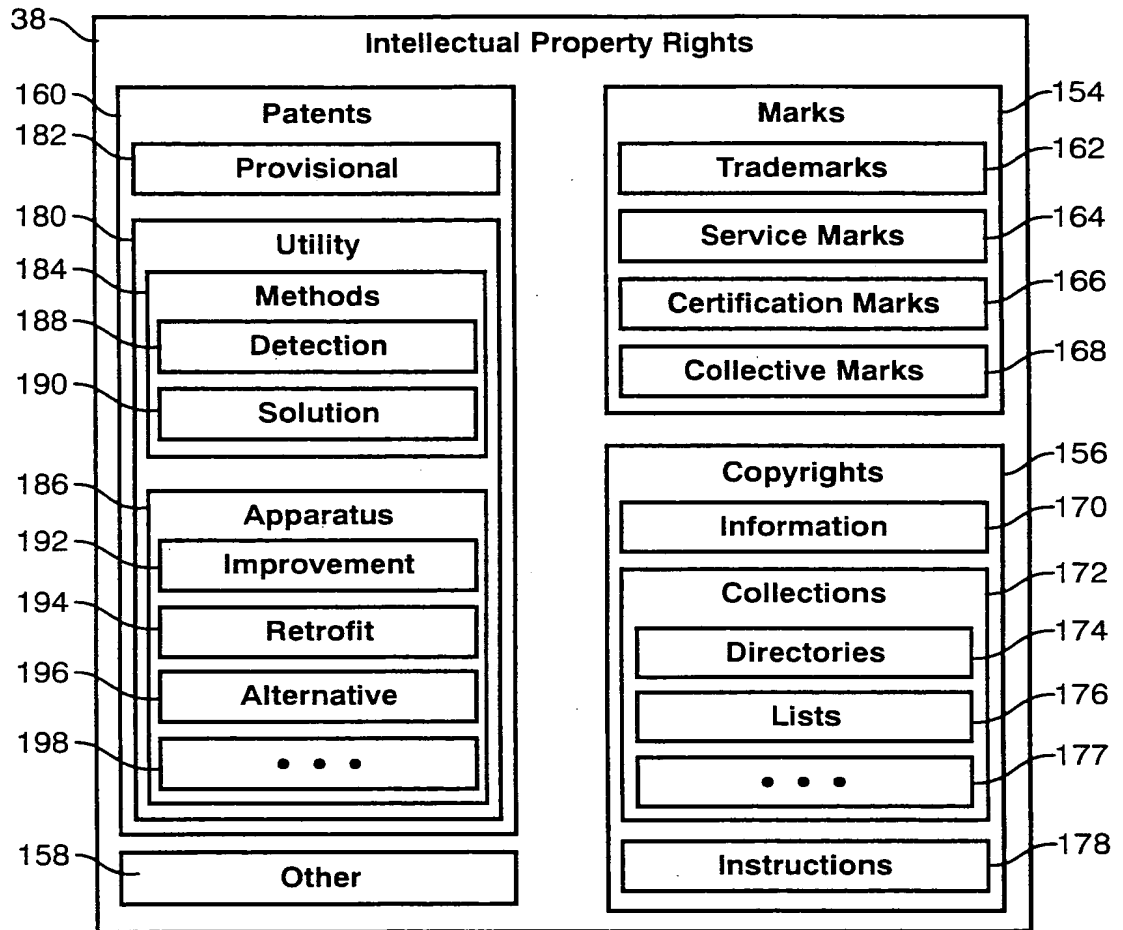 38
Intellectual Property Rights
160
Patents
182
Provisional
180
Utility
184
Methods
188
Detection
190
Solution
186
Apparatus
192
Improvement
194
Retrofit
196
Alternative
198
• • •
158
Other
Marks
154
Trademarks
162
Service Marks
164
Certification Marks
166
Collective Marks
168
Copyrights
156
Information
170
Collections
172
Directories
174
Lists
176
• • •
177
Instructions
178